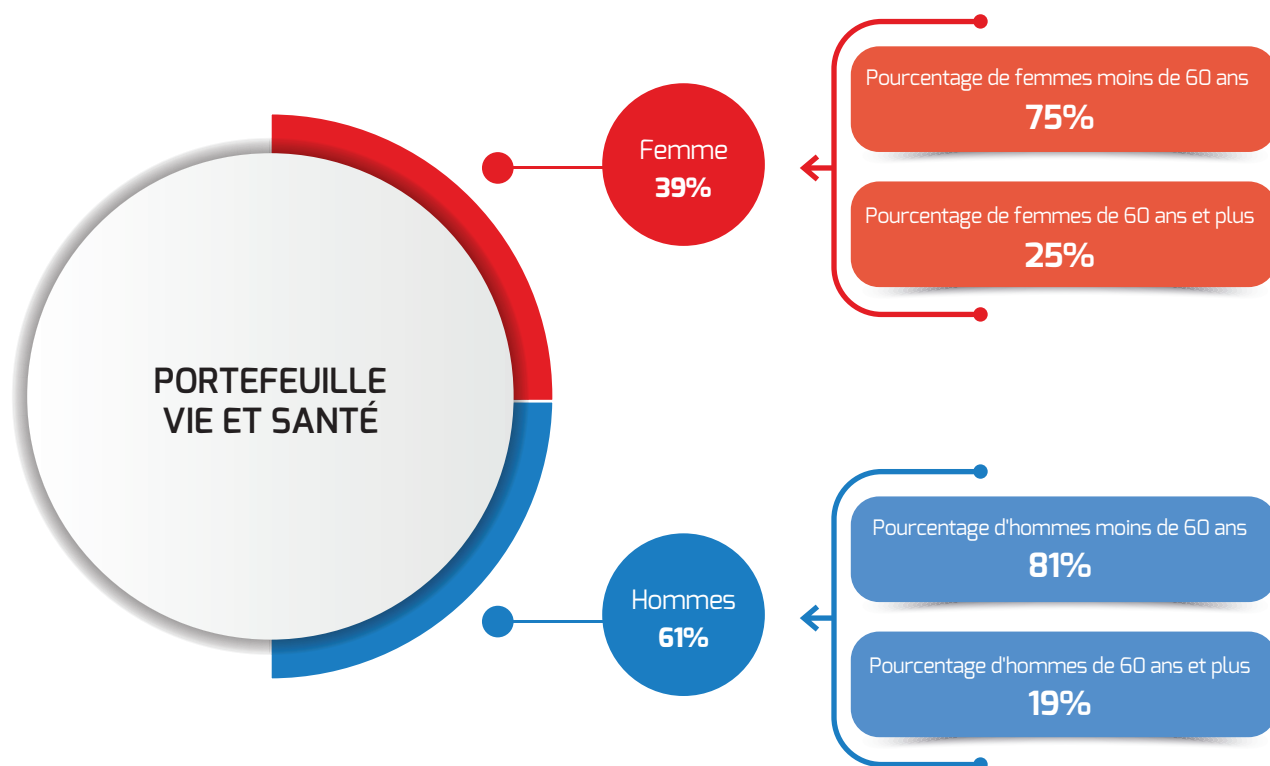 PORTEFEUILLE
VIE ET SANTÉ
Femme
39%
Pourcentage de femmes moins de 60 ans
75%
Pourcentage de femmes de 60 ans et plus
25%
Hommes
61%
Pourcentage d'hommes moins de 60 ans
81%
Pourcentage d'hommes de 60 ans et plus
19%